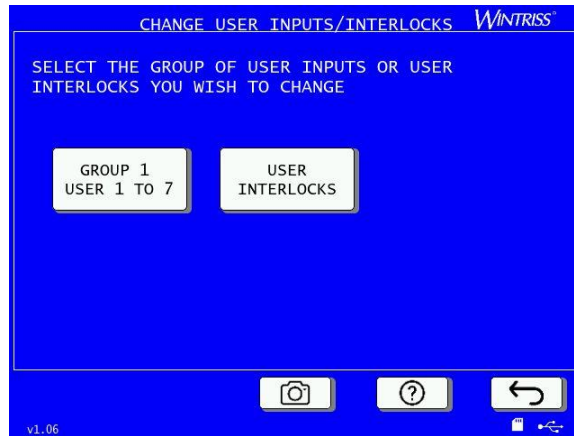 CHANGE USER INPUTS/INTERLOCKS WINTRISS®
SELECT THE GROUP OF USER INPUTS OR USER
INTERLOCKS YOU WISH TO CHANGE
GROUP 1
USER 1 TO 7
USER
INTERLOCKS
?
v1.06